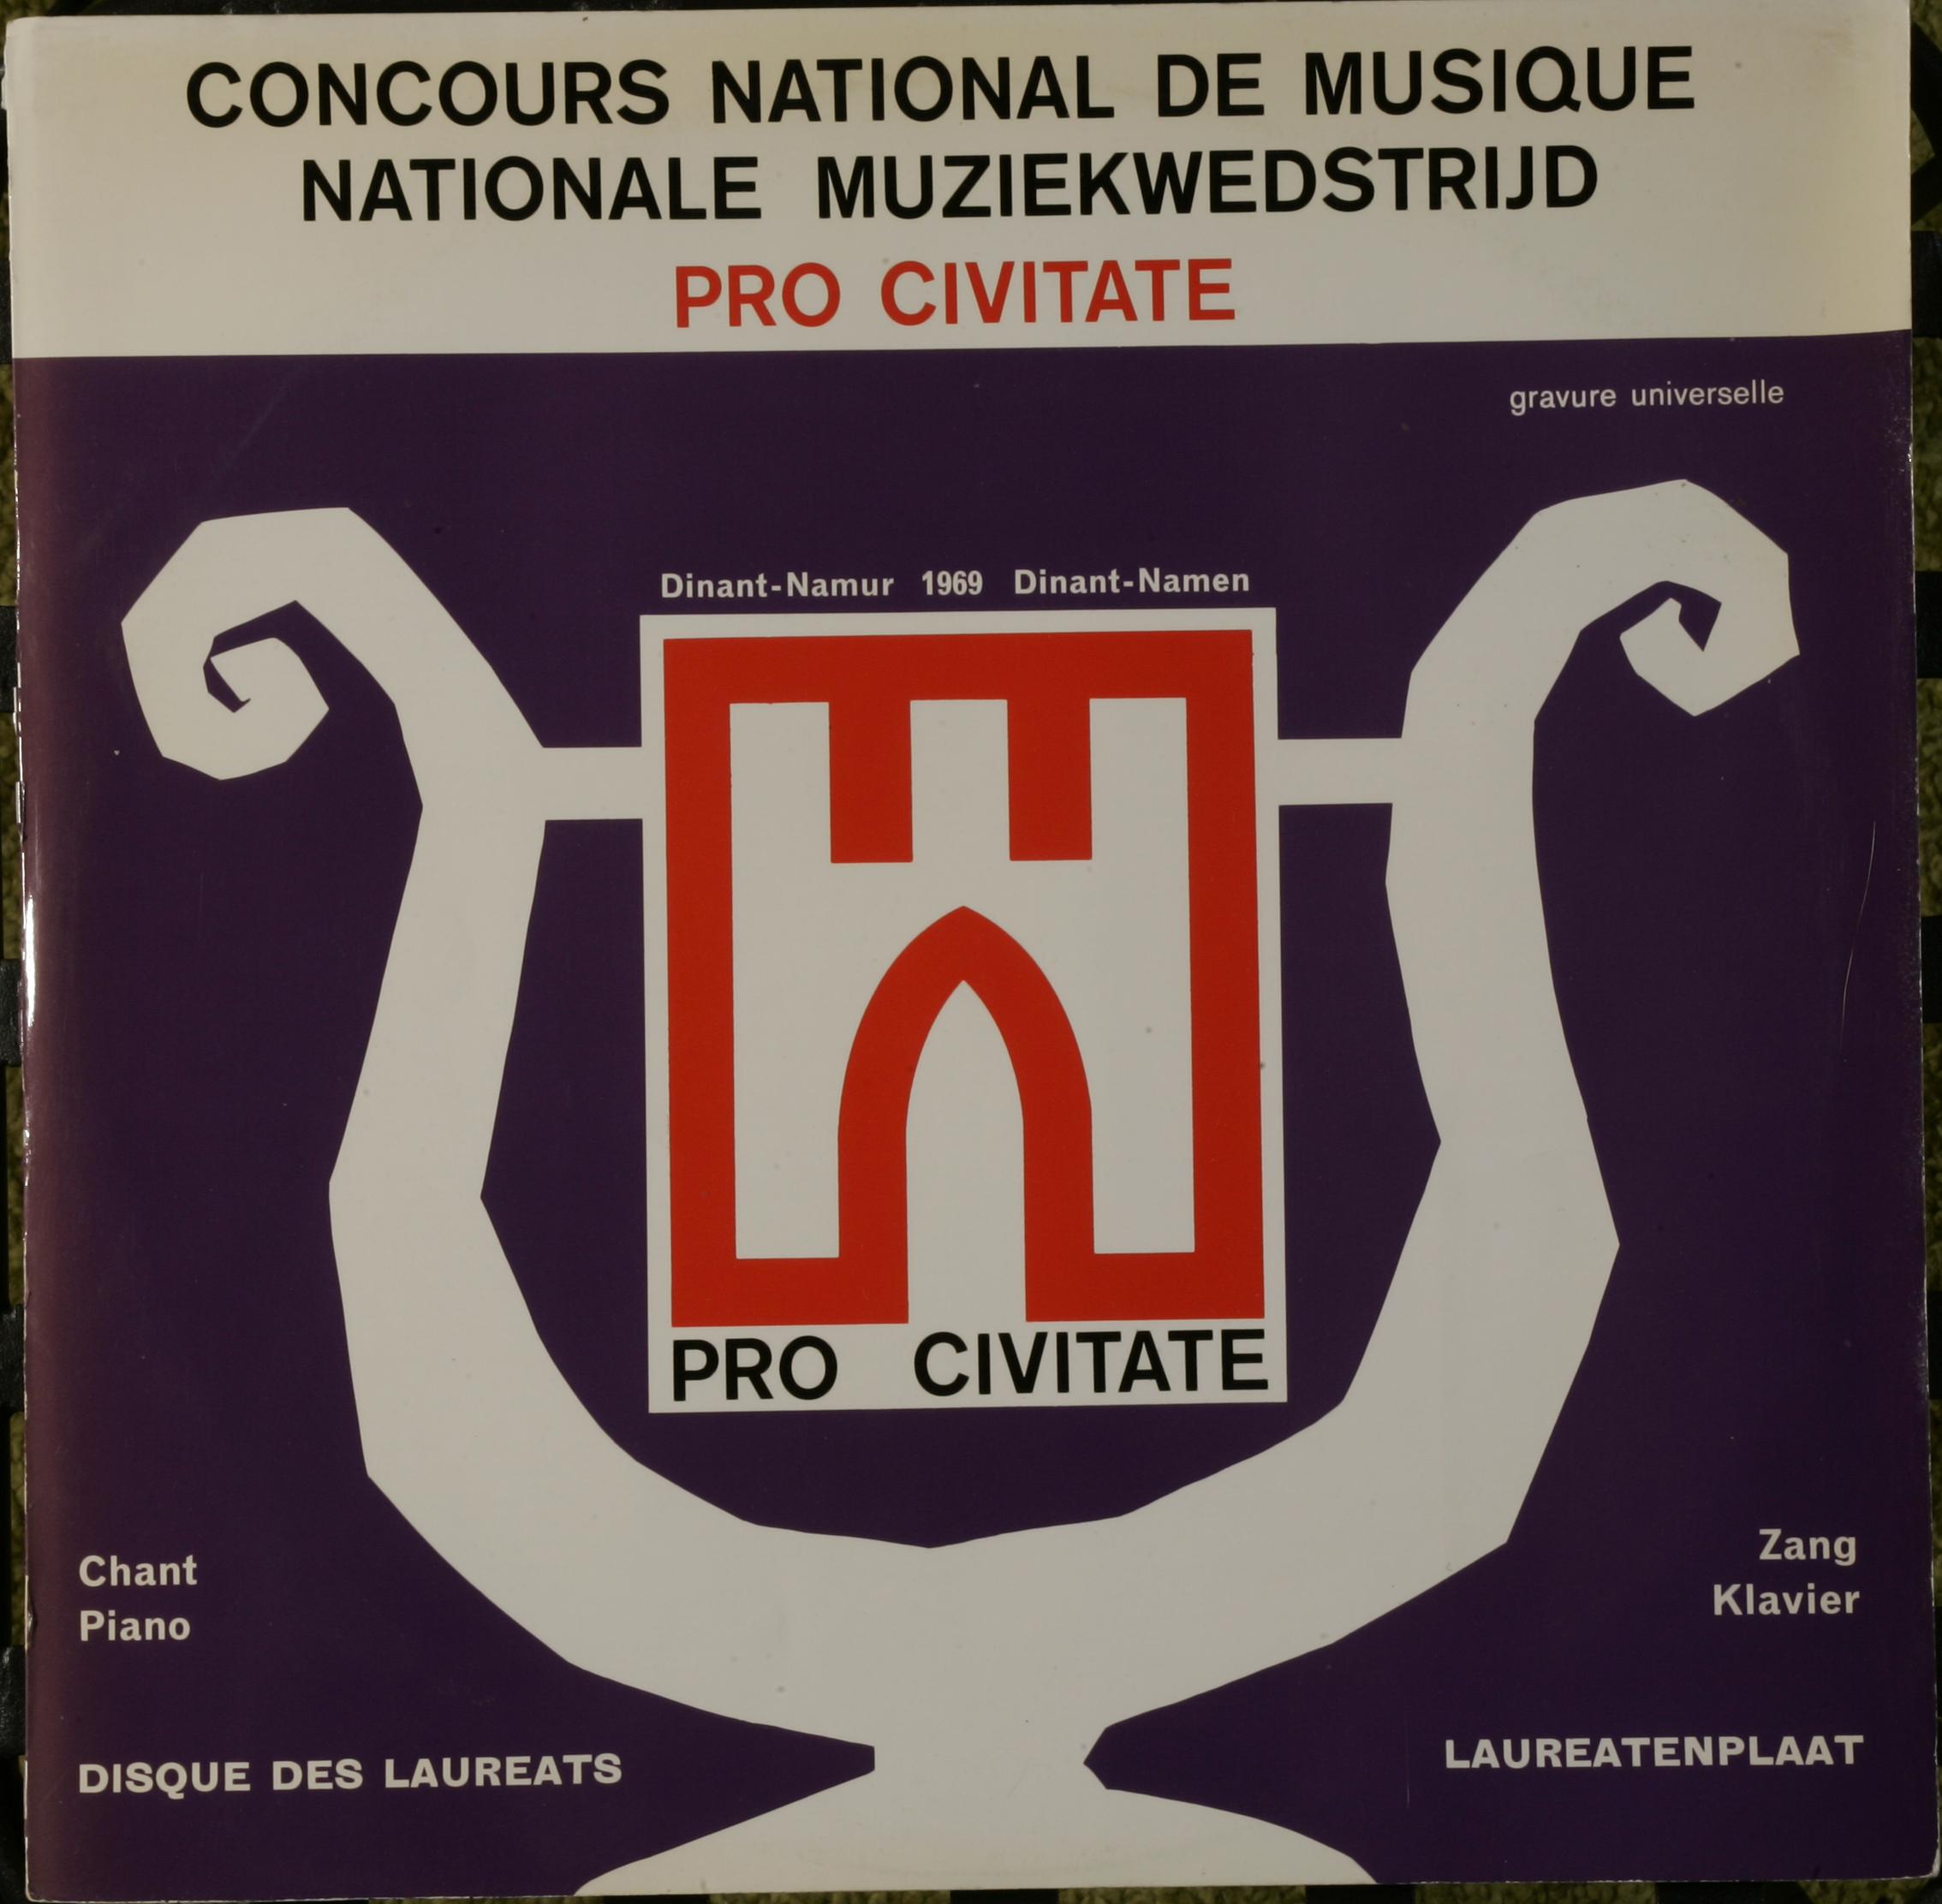 CONCOURS NATIONAL DE MUSIQUE
NATIONALE MUZIEKWEDSTRIJD
PRO CIVITATE
gravure universelle
Dinant-Namur 1969 Dinant-Namen
PRO CIVITATE
Chant
Piano
Zang
Klavier
DISQUE DES LAUREATS
LAUREATENPLAAT